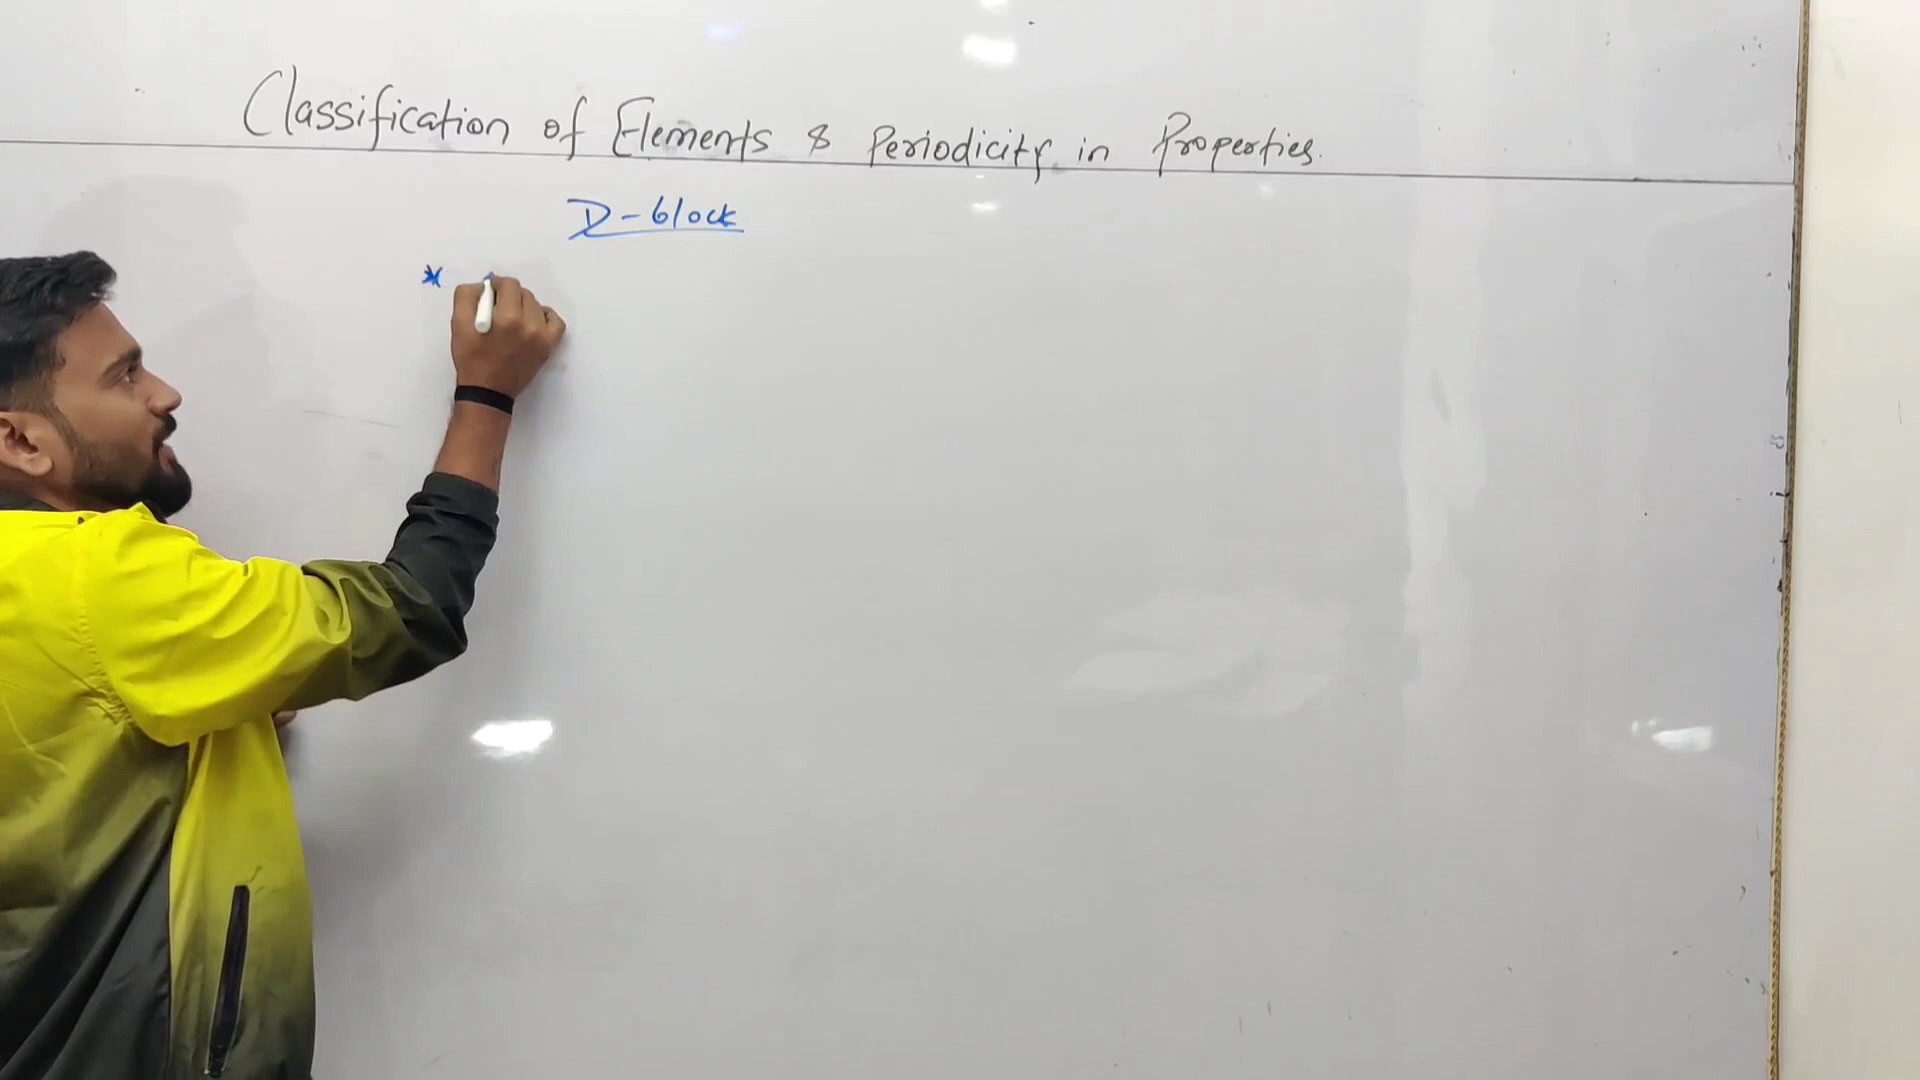 Classification of Elements & Periodicity in Properties.
D-block
*